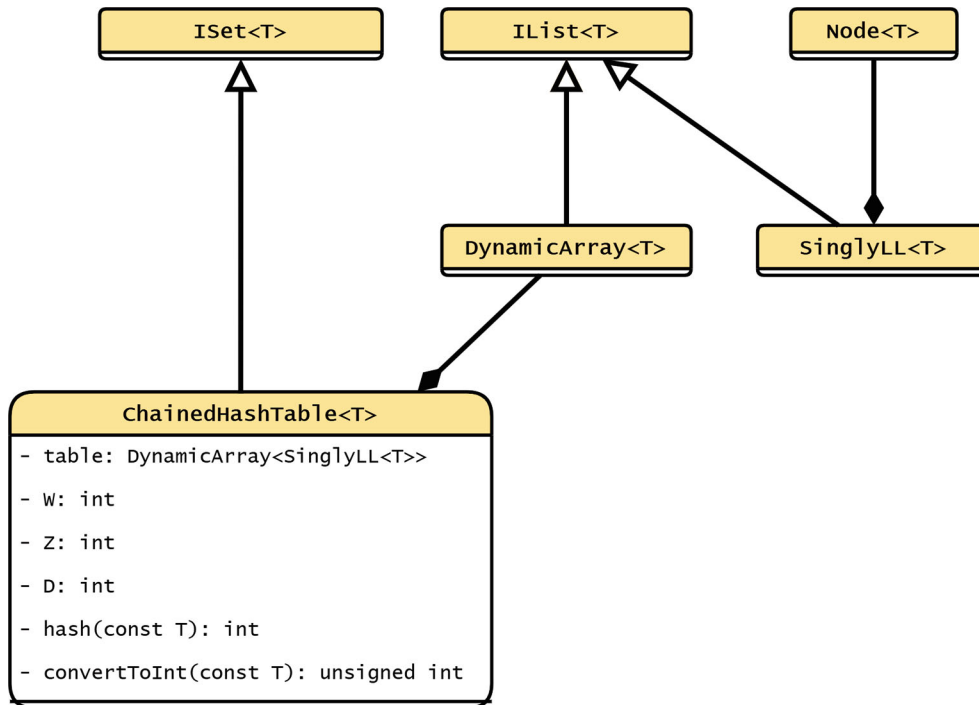 ISet<T>
IList<T>
Node<T>
DynamicArray<T>
SinglyLL<T>
ChainedHashTable<T>
- table: DynamicArray<SinglyLL<T>>
- W: int
- Z: int
- D: int
- hash(const T): int
- convertToInt(const T): unsigned int